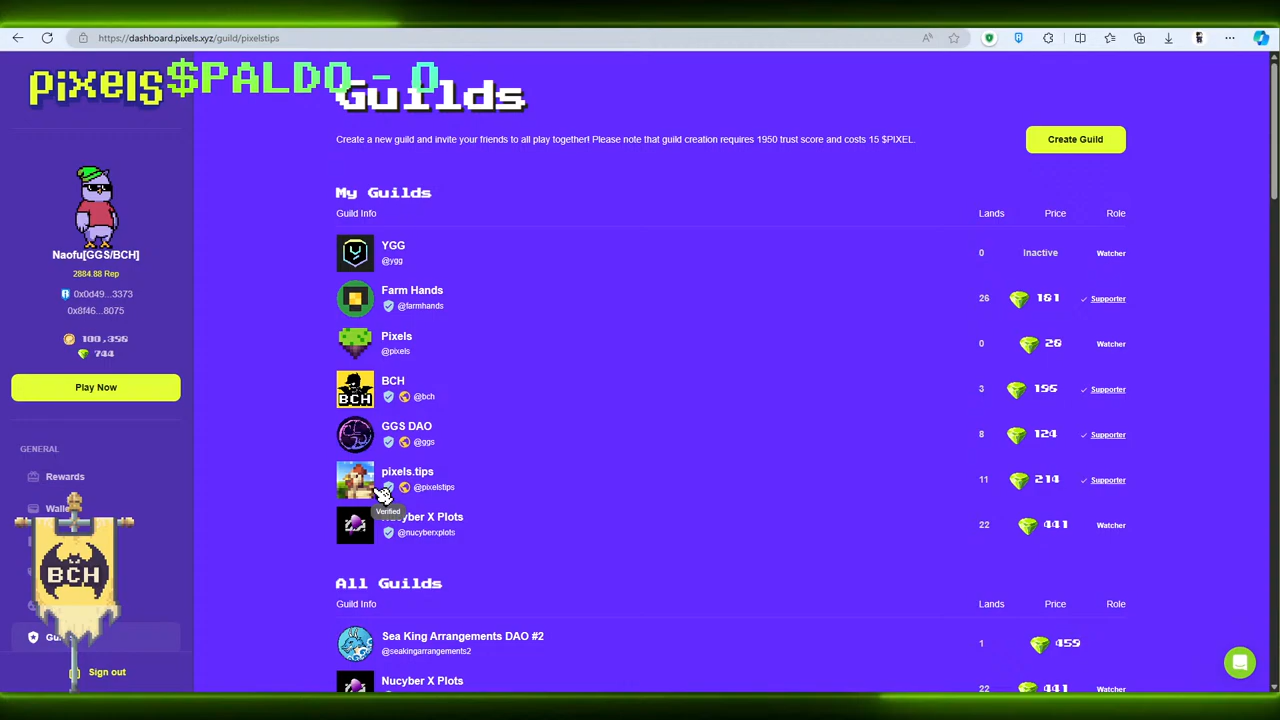 https://dashboard.pixels.xyz/guild/pixelstips
pixels
$PALDO - 0
Guilds
Create a new guild and invite your friends to all play together! Please note that guild creation requires 1950 trust score and costs 15 $PIXEL.
Create Guild
Naofu[GGS/BCH]
2884.88 Rep
0x0d49...3373
0x8f46...8075
100,390
744
Play Now
GENERAL
Rewards
BCH
Sign out
My Guilds
Guild Info Lands Price Role
YGG
@ygg
0 Inactive Watcher
Farm Hands
@farmhands
26 181 Supporter
Pixels
@pixels
0 20 Watcher
BCH
BCH
@bch
3 195 Supporter
GGS DAO
@ggs
8 124 Supporter
pixels.tips
@pixelstips
11 214 Supporter
Verified
Nucyber X Plots
@nucyberxplots
22 441 Watcher
All Guilds
Guild Info Lands Price Role
Sea King Arrangements DAO #2
@seakingarrangements2
1 459
Nucyber X Plots
22 441 Watcher